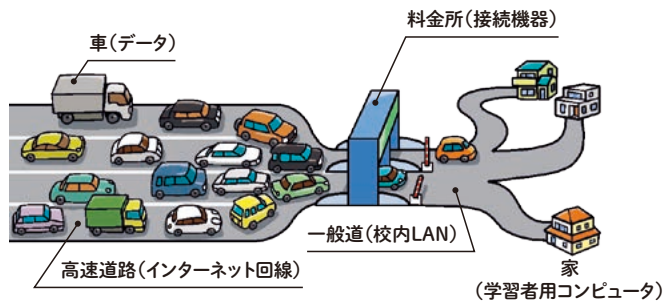 料金所(接続機器)
車(データ)
一般道(校内LAN)
高速道路(インターネット回線)
家
(学習者用コンピュータ)